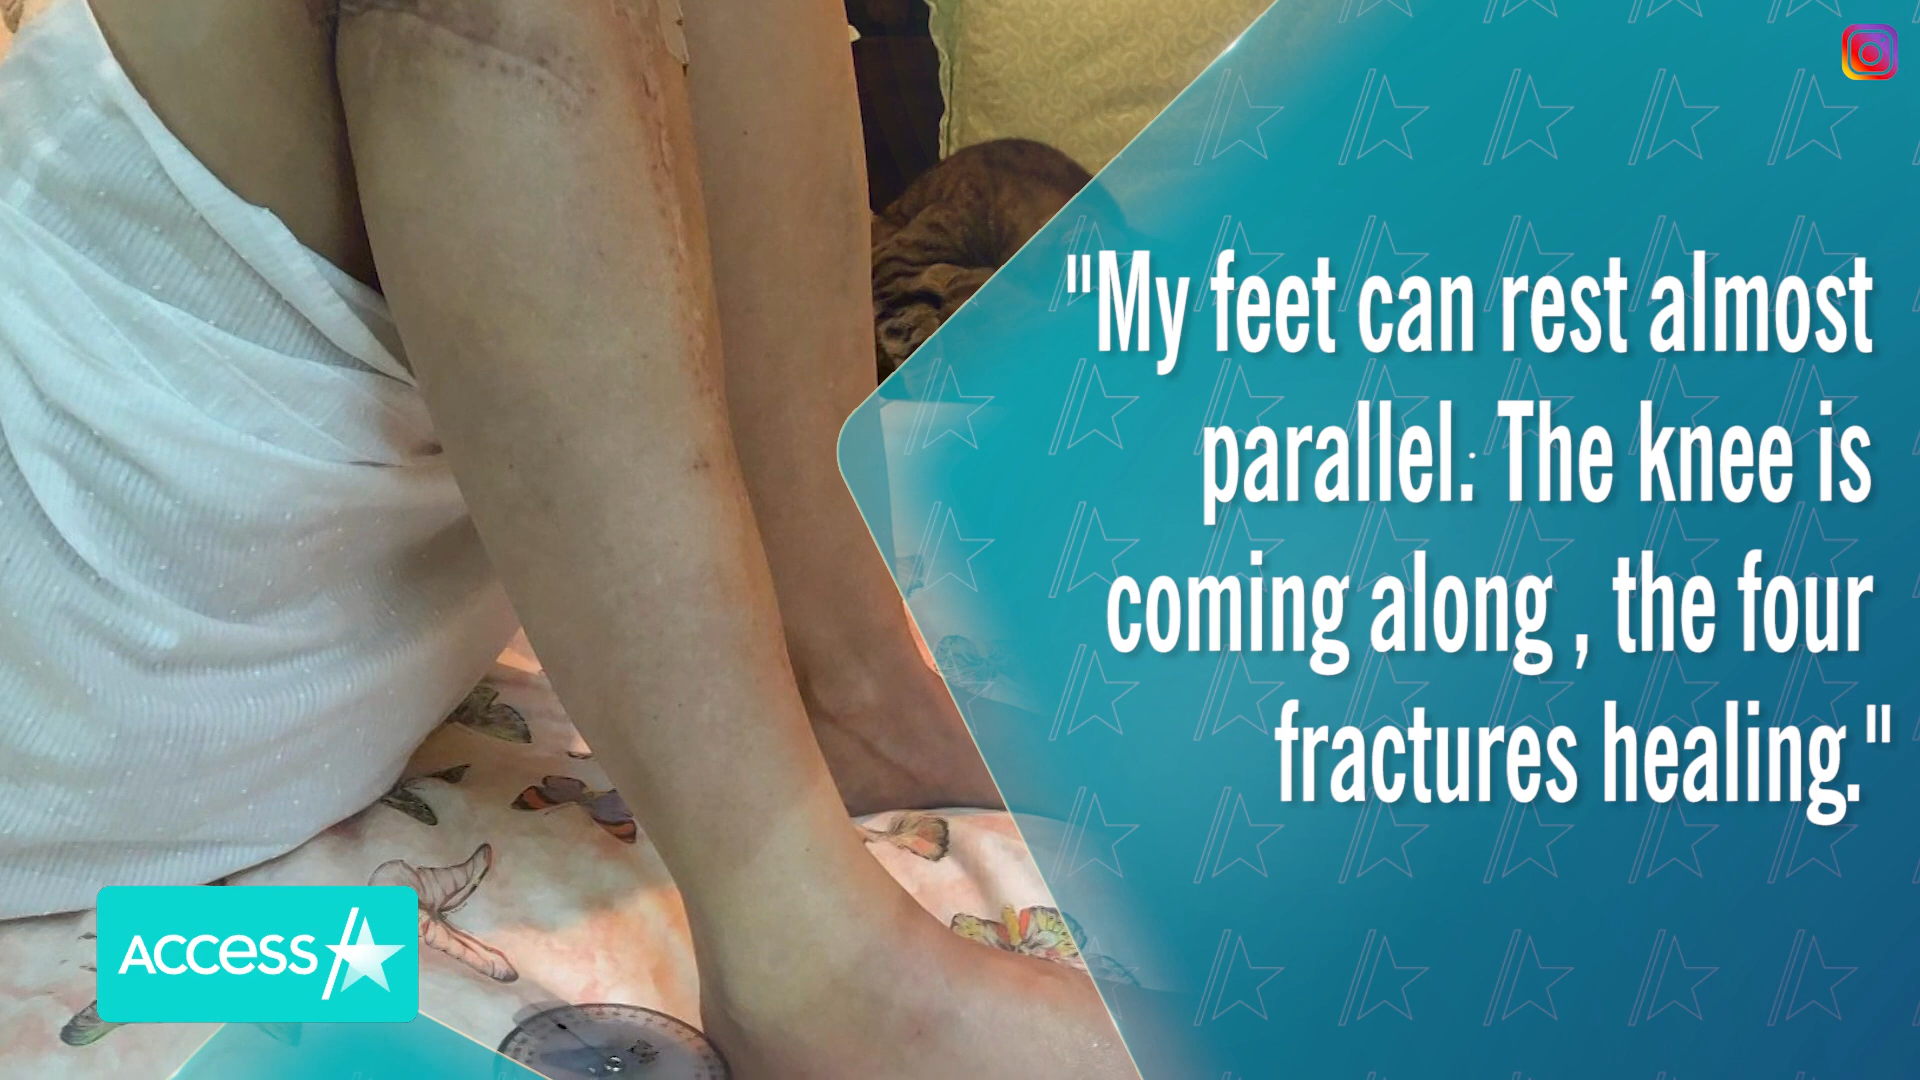 "My feet can rest almost
parallel. The knee is
coming along , the four
fractures healing."
ACCESS